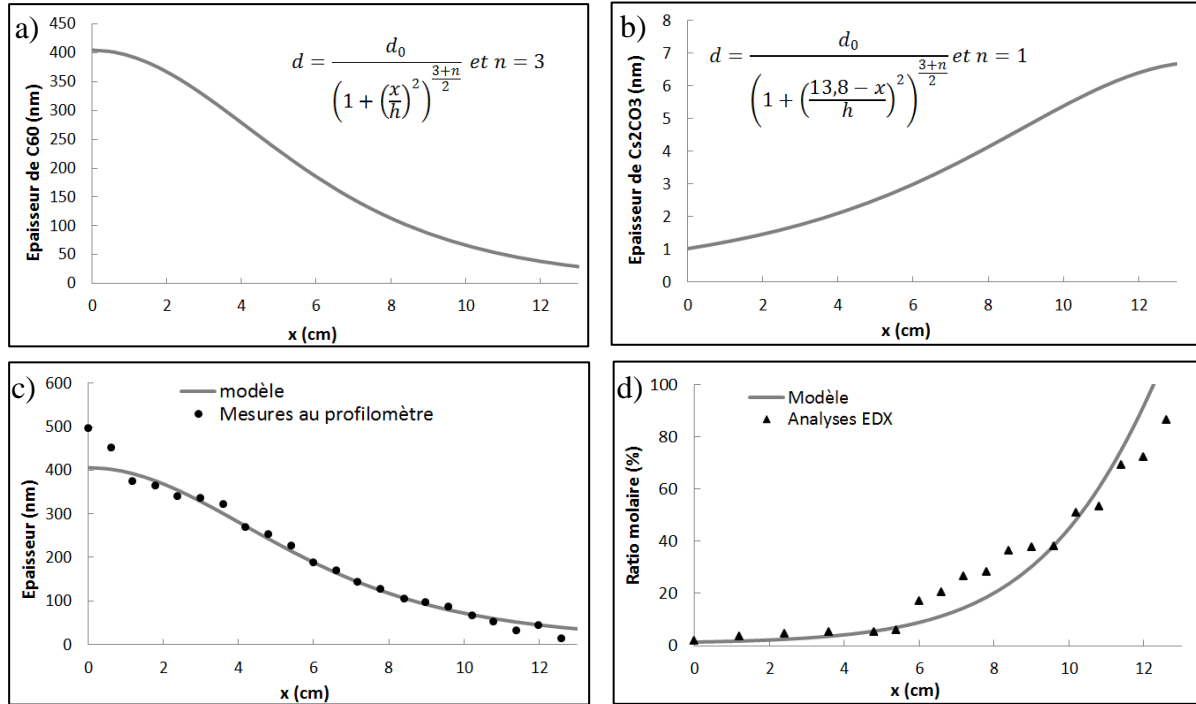 a)
450
400
350
300
250
200
150
100
50
0
0 2 4 6 8 10 12
x (cm)
Epaisseur de C60 (nm)
d = d₀ / (1 + (x/h)²)^((3+n)/2) et n = 3
b)
8
7
6
5
4
3
2
1
0
0 2 4 6 8 10 12
x (cm)
Epaisseur de Cs2CO3 (nm)
d = d₀ / (1 + ((13,8 − x)/h)²)^((3+n)/2) et n = 1
c)
600
500
400
300
200
100
0
0 2 4 6 8 10 12
x (cm)
Epaisseur (nm)
modèle
Mesures au profilomètre
d)
100
80
60
40
20
0
0 2 4 6 8 10 12
x (cm)
Ratio molaire (%)
Modèle
Analyses EDX